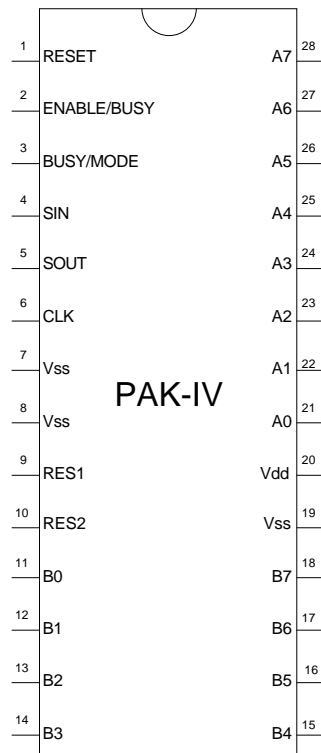 1 RESET A7 28
2 ENABLE/BUSY A6 27
3 BUSY/MODE A5 26
4 SIN A4 25
5 SOUT A3 24
6 CLK A2 23
7 Vss A1 22
PAK-IV
8 Vss A0 21
9 RES1 Vdd 20
10 RES2 Vss 19
11 B0 B7 18
12 B1 B6 17
13 B2 B5 16
14 B3 B4 15